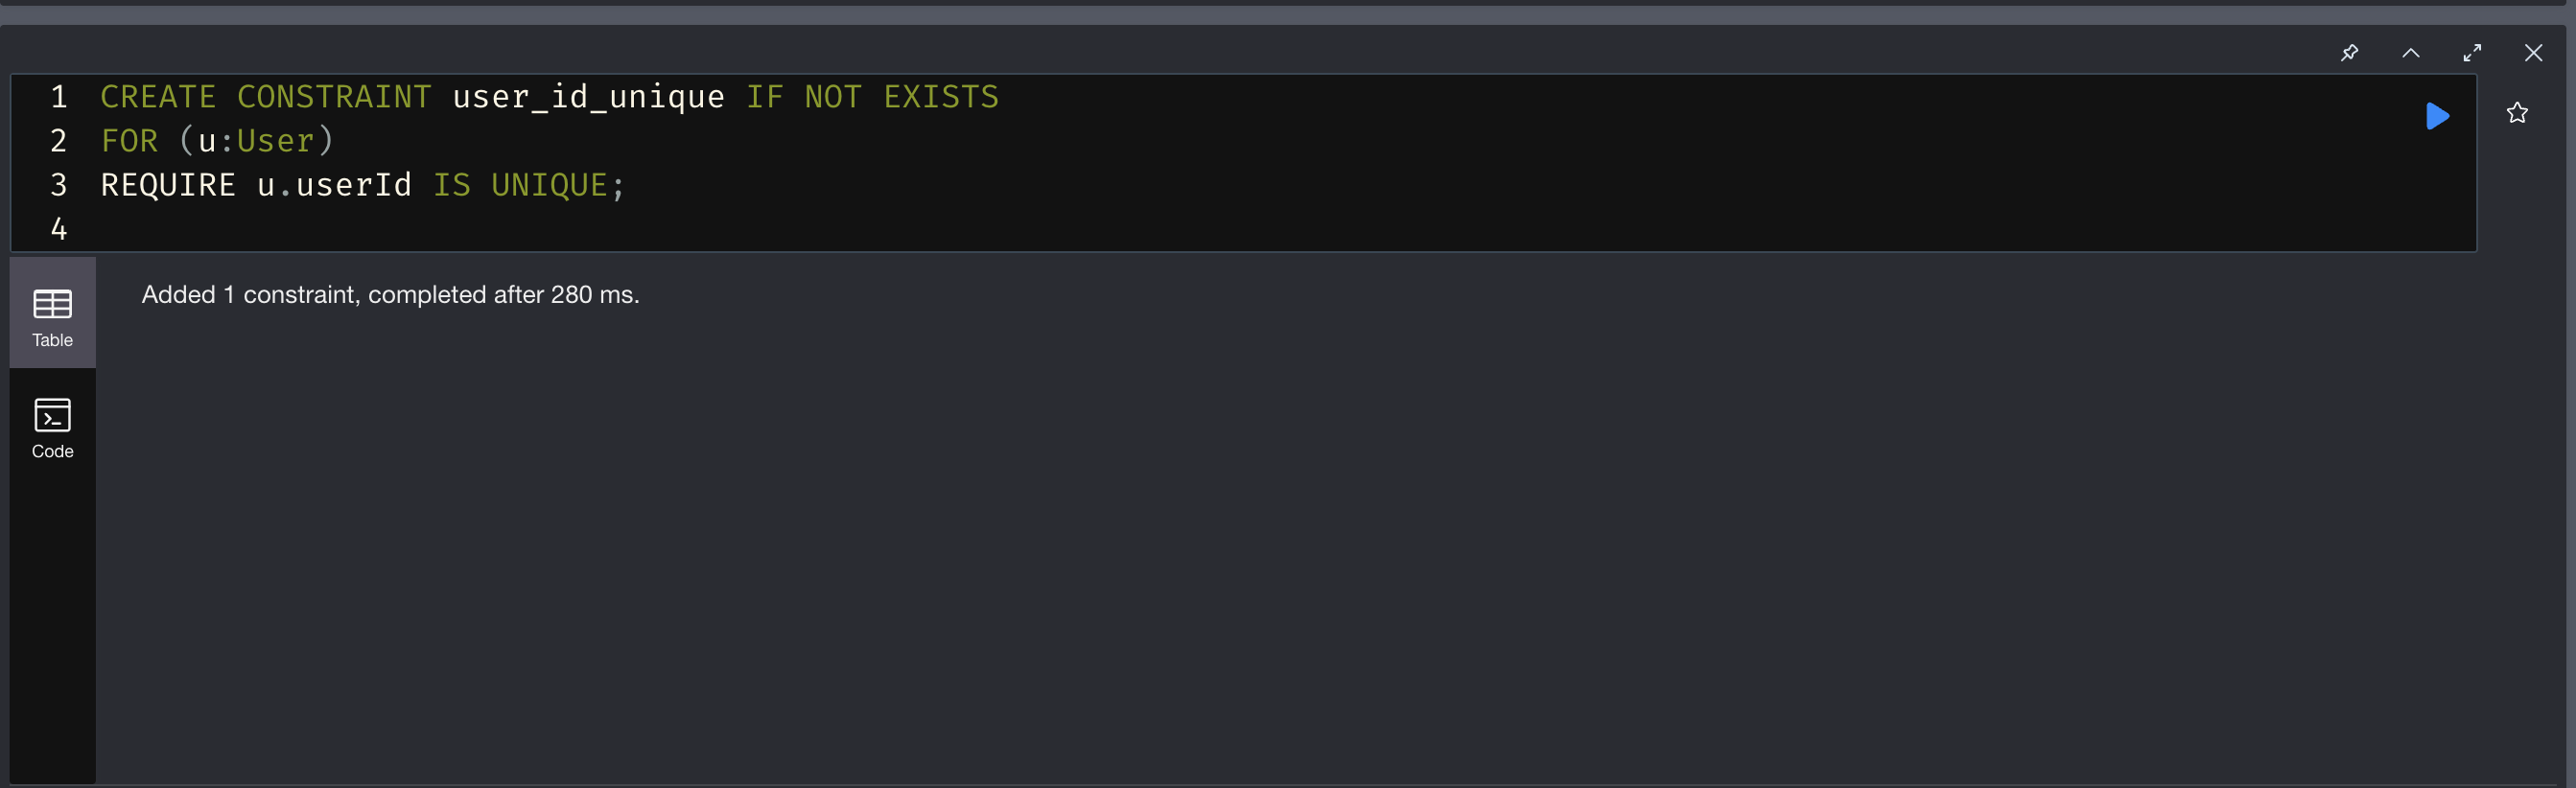 1 CREATE CONSTRAINT user_id_unique IF NOT EXISTS
2 FOR (u:User)
3 REQUIRE u.userId IS UNIQUE;
4
Added 1 constraint, completed after 280 ms.
Table
Code